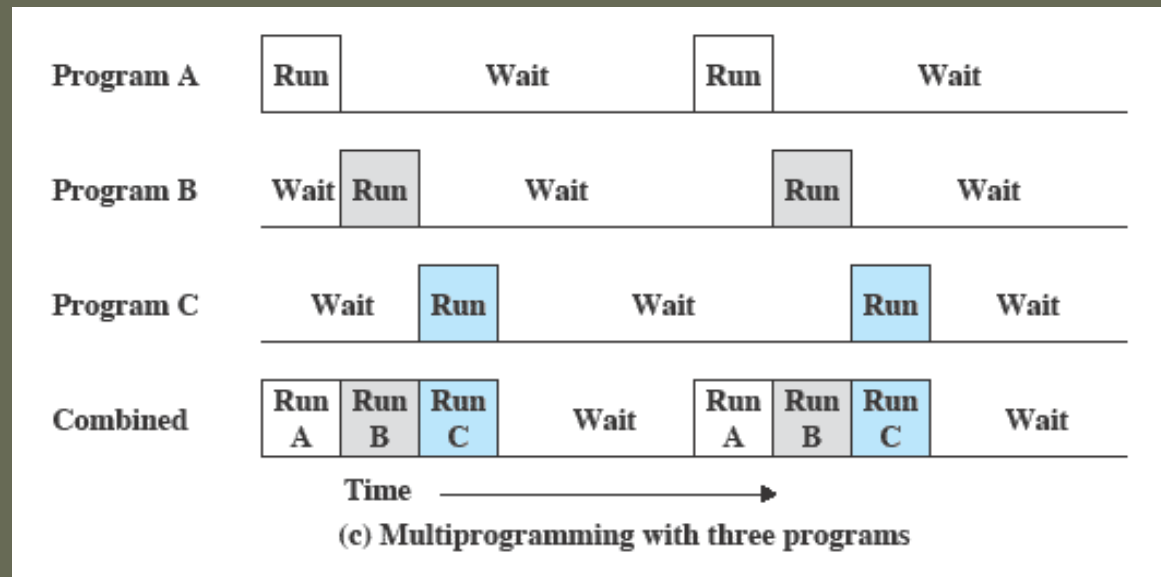 Program A Run Wait Run Wait
Program B Wait Run Wait Run Wait
Program C Wait Run Wait Run Wait
Combined Run A Run B Run C Wait Run A Run B Run C Wait
Time
(c) Multiprogramming with three programs